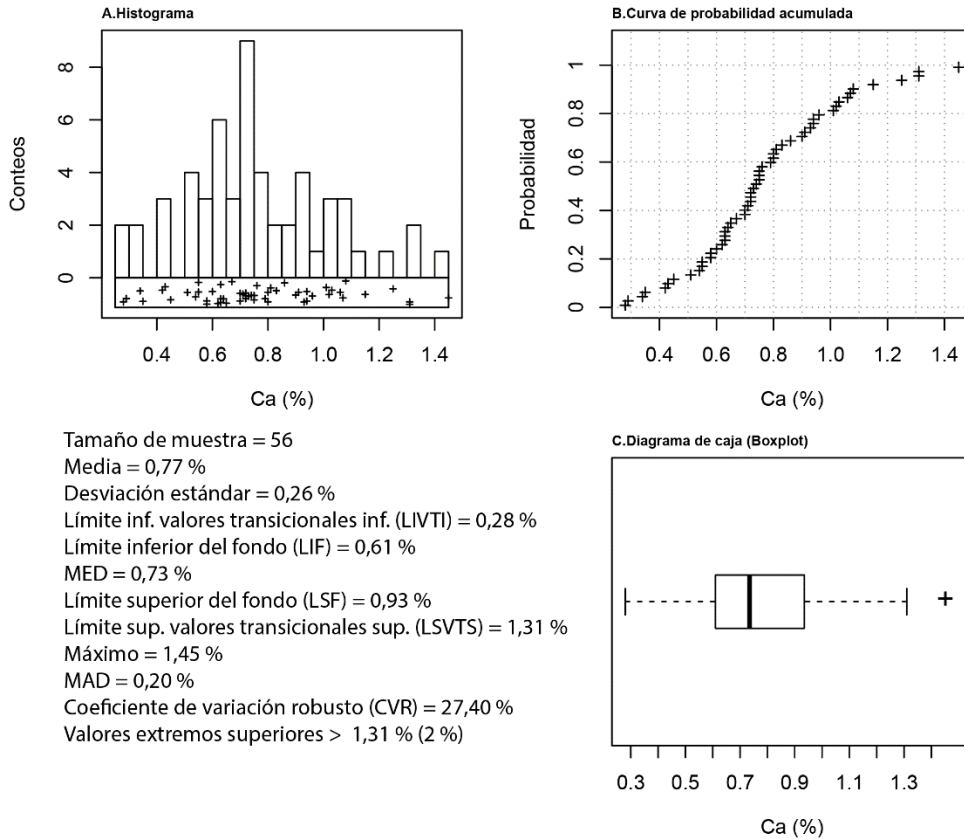 A.Histograma
Conteos
8
6
4
2
0
0.4 0.6 0.8 1.0 1.2 1.4
Ca (%)
B.Curva de probabilidad acumulada
Probabilidad
1
0.8
0.6
0.4
0.2
0
0.4 0.6 0.8 1.0 1.2 1.4
Ca (%)
Tamaño de muestra = 56
Media = 0,77 %
Desviación estándar = 0,26 %
Límite inf. valores transicionales inf. (LIVTI) = 0,28 %
Límite inferior del fondo (LIF) = 0,61 %
MED = 0,73 %
Límite superior del fondo (LSF) = 0,93 %
Límite sup. valores transicionales sup. (LSVTS) = 1,31 %
Máximo = 1,45 %
MAD = 0,20 %
Coeficiente de variación robusto (CVR) = 27,40 %
Valores extremos superiores > 1,31 % (2 %)
C.Diagrama de caja (Boxplot)
0.3 0.5 0.7 0.9 1.1 1.3
Ca (%)